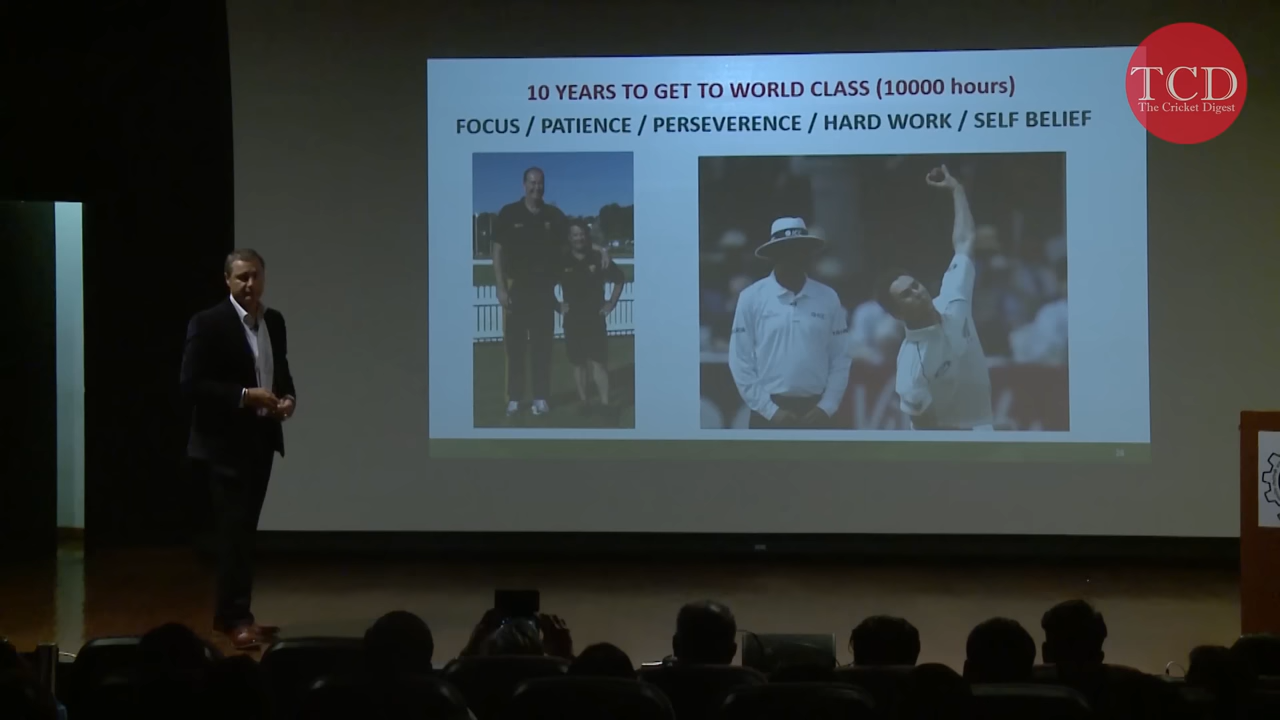 10 YEARS TO GET TO WORLD CLASS (10000 hours)
FOCUS / PATIENCE / PERSEVERENCE / HARD WORK / SELF BELIEF
TCD
The Cricket Digest